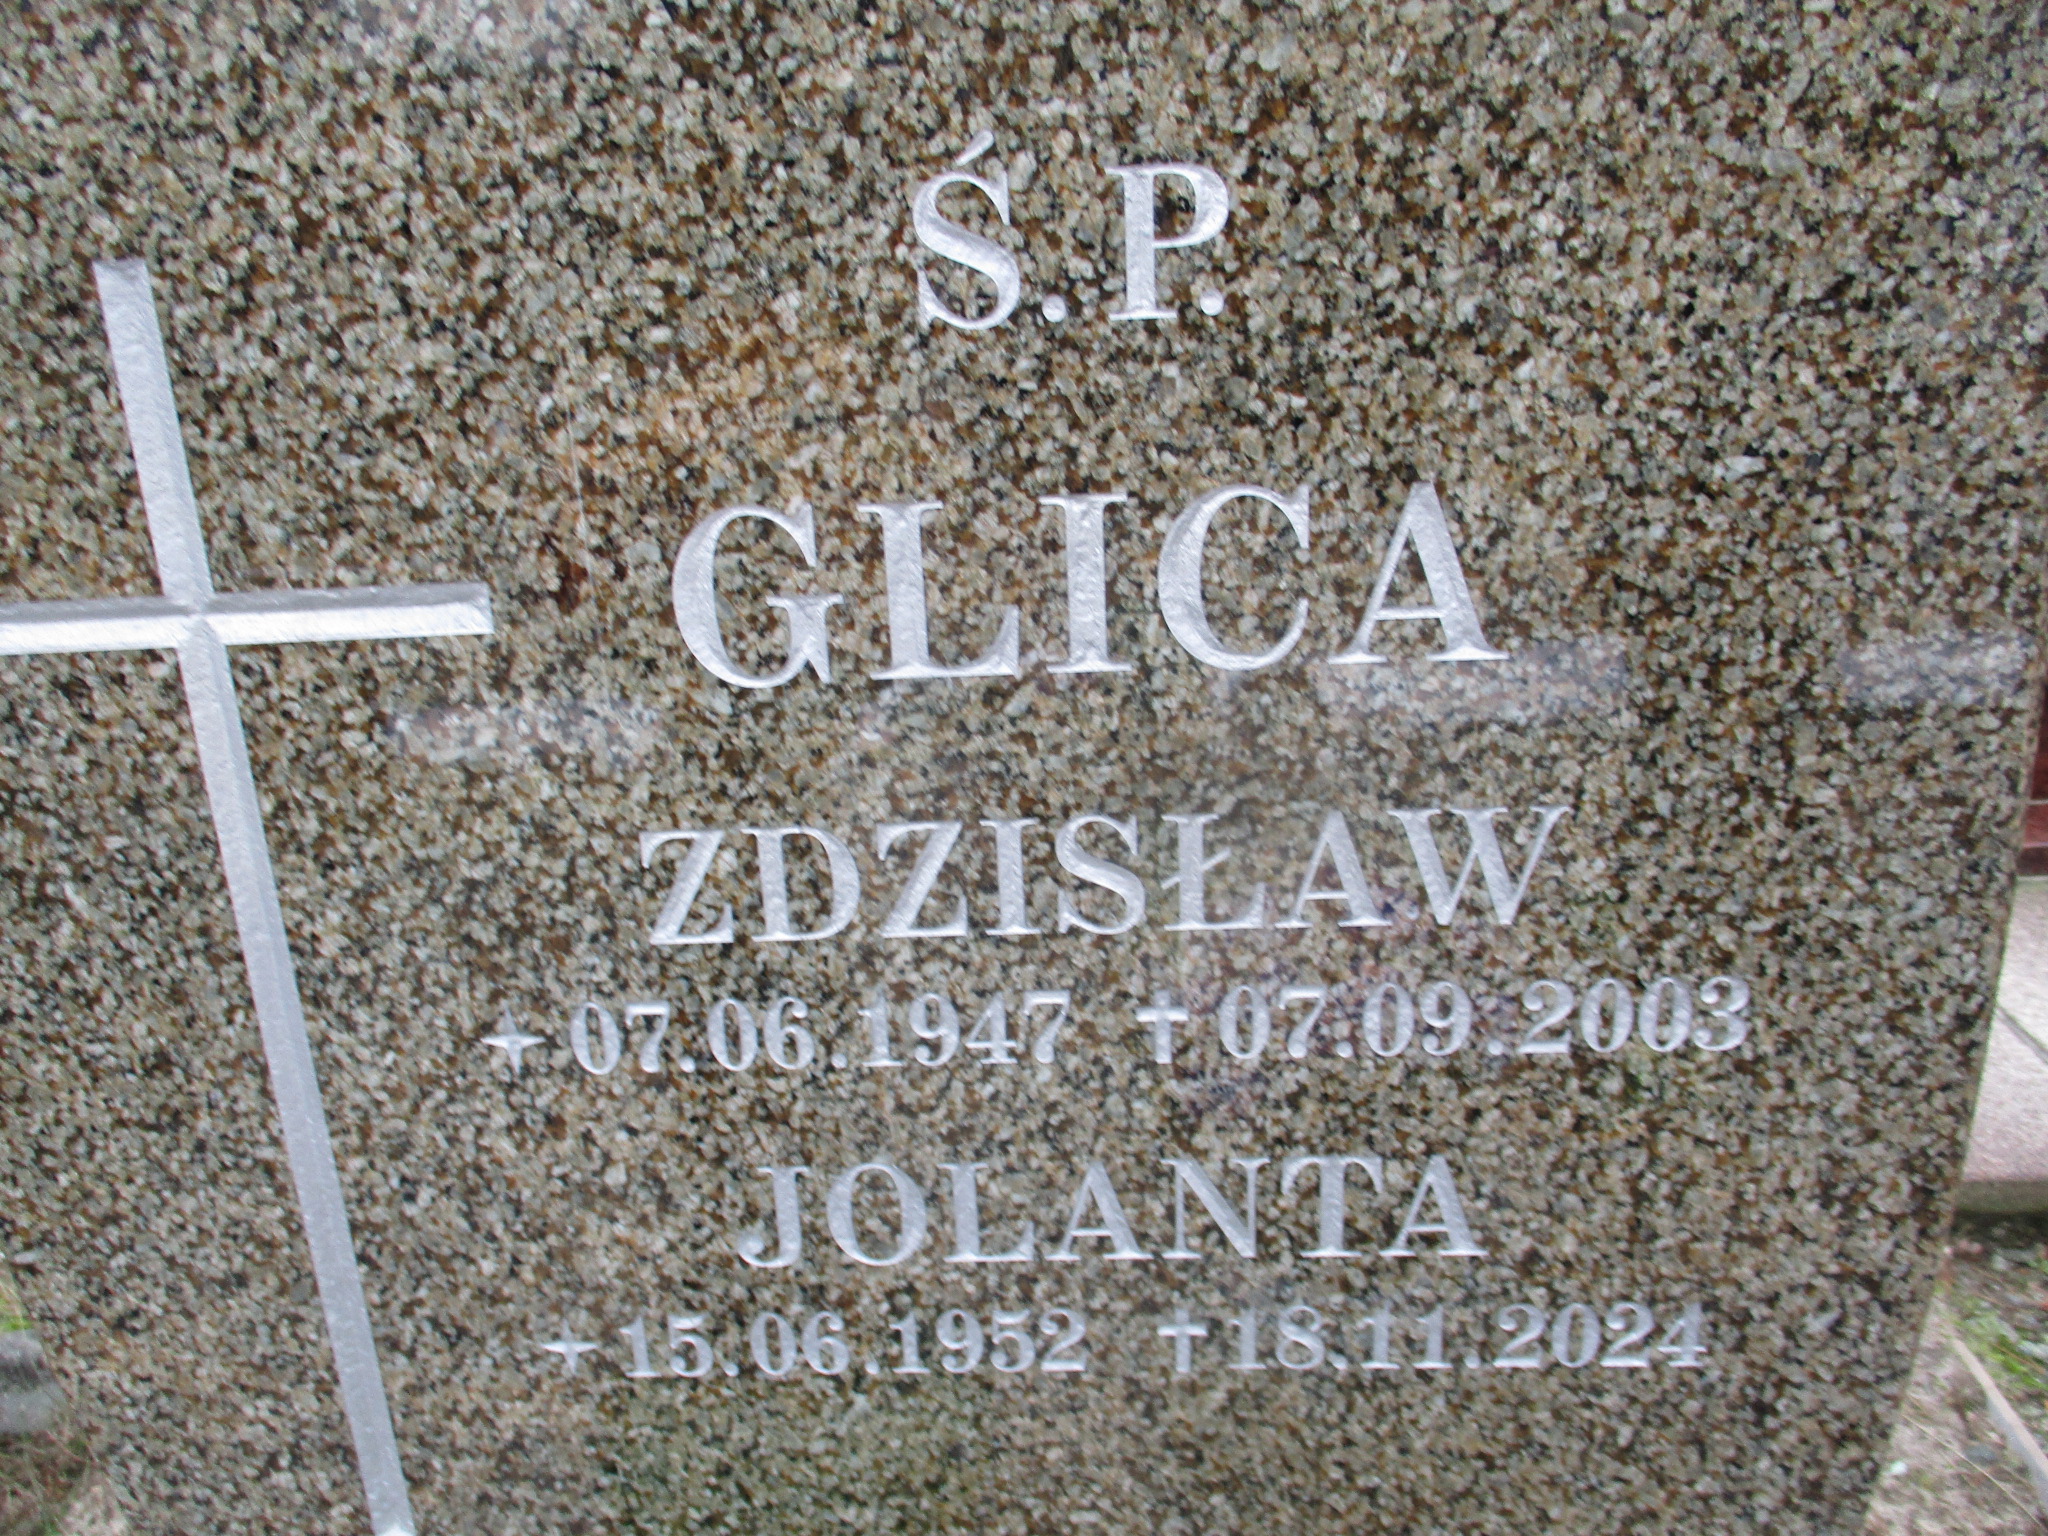 Ś.P.
GLICA
ZDZISŁAW
✦ 07.06.1947 ✝ 07.09.2003
JOLANTA
✦ 15.06.1952 ✝ 18.11.2024